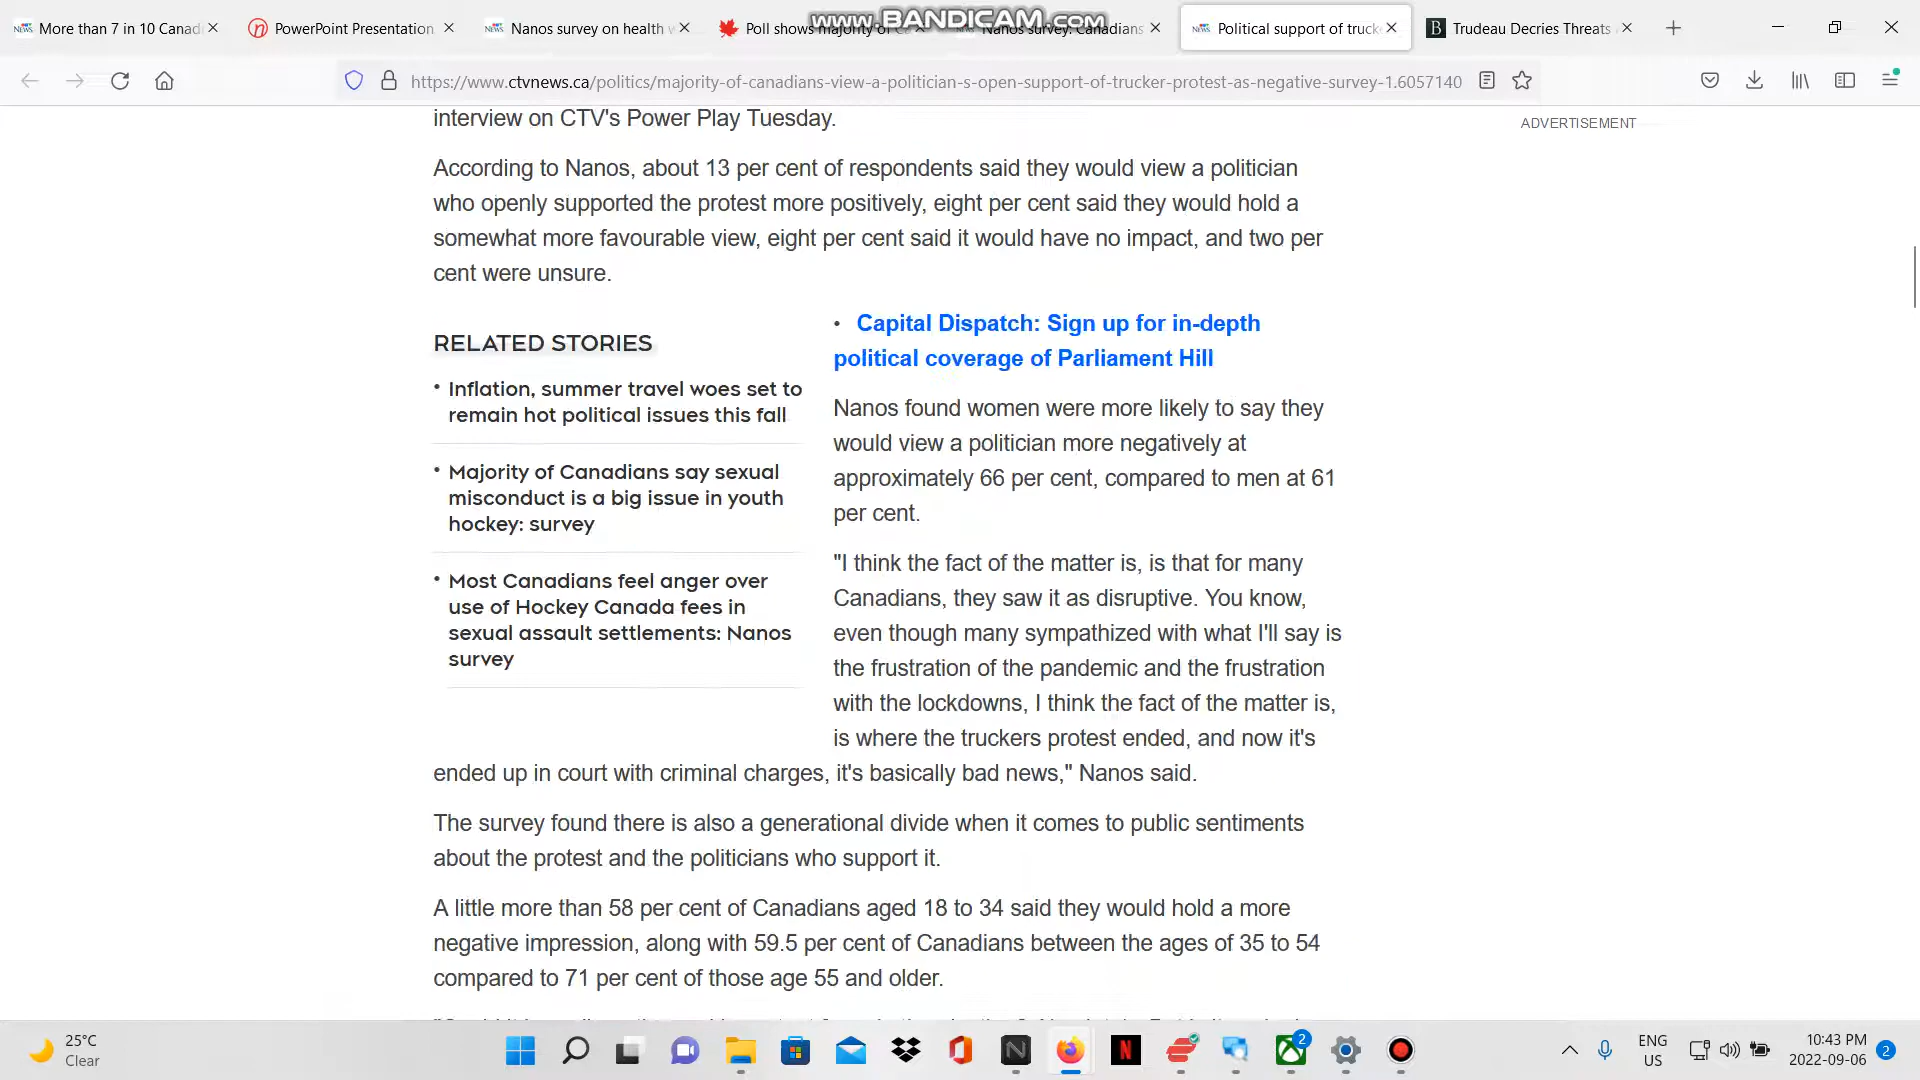 www.BANDICAM.com
More than 7 in 10 Canadi
PowerPoint Presentation.
Nanos survey on health w
Poll shows majority of Ca
Nanos survey: Canadians
Political support of trucke
Trudeau Decries Threats
https://www.ctvnews.ca/politics/majority-of-canadians-view-a-politician-s-open-support-of-trucker-protest-as-negative-survey-1.6057140
interview on CTV's Power Play Tuesday.
ADVERTISEMENT
According to Nanos, about 13 per cent of respondents said they would view a politician
who openly supported the protest more positively, eight per cent said they would hold a
somewhat more favourable view, eight per cent said it would have no impact, and two per
cent were unsure.
RELATED STORIES
• Inflation, summer travel woes set to
remain hot political issues this fall
• Majority of Canadians say sexual
misconduct is a big issue in youth
hockey: survey
• Most Canadians feel anger over
use of Hockey Canada fees in
sexual assault settlements: Nanos
survey
• Capital Dispatch: Sign up for in-depth
political coverage of Parliament Hill
Nanos found women were more likely to say they
would view a politician more negatively at
approximately 66 per cent, compared to men at 61
per cent.
"I think the fact of the matter is, is that for many
Canadians, they saw it as disruptive. You know,
even though many sympathized with what I'll say is
the frustration of the pandemic and the frustration
with the lockdowns, I think the fact of the matter is,
is where the truckers protest ended, and now it's
ended up in court with criminal charges, it's basically bad news," Nanos said.
The survey found there is also a generational divide when it comes to public sentiments
about the protest and the politicians who support it.
A little more than 58 per cent of Canadians aged 18 to 34 said they would hold a more
negative impression, along with 59.5 per cent of Canadians between the ages of 35 to 54
compared to 71 per cent of those age 55 and older.
25°C
Clear
2
ENG
US
10:43 PM
2022-09-06
2